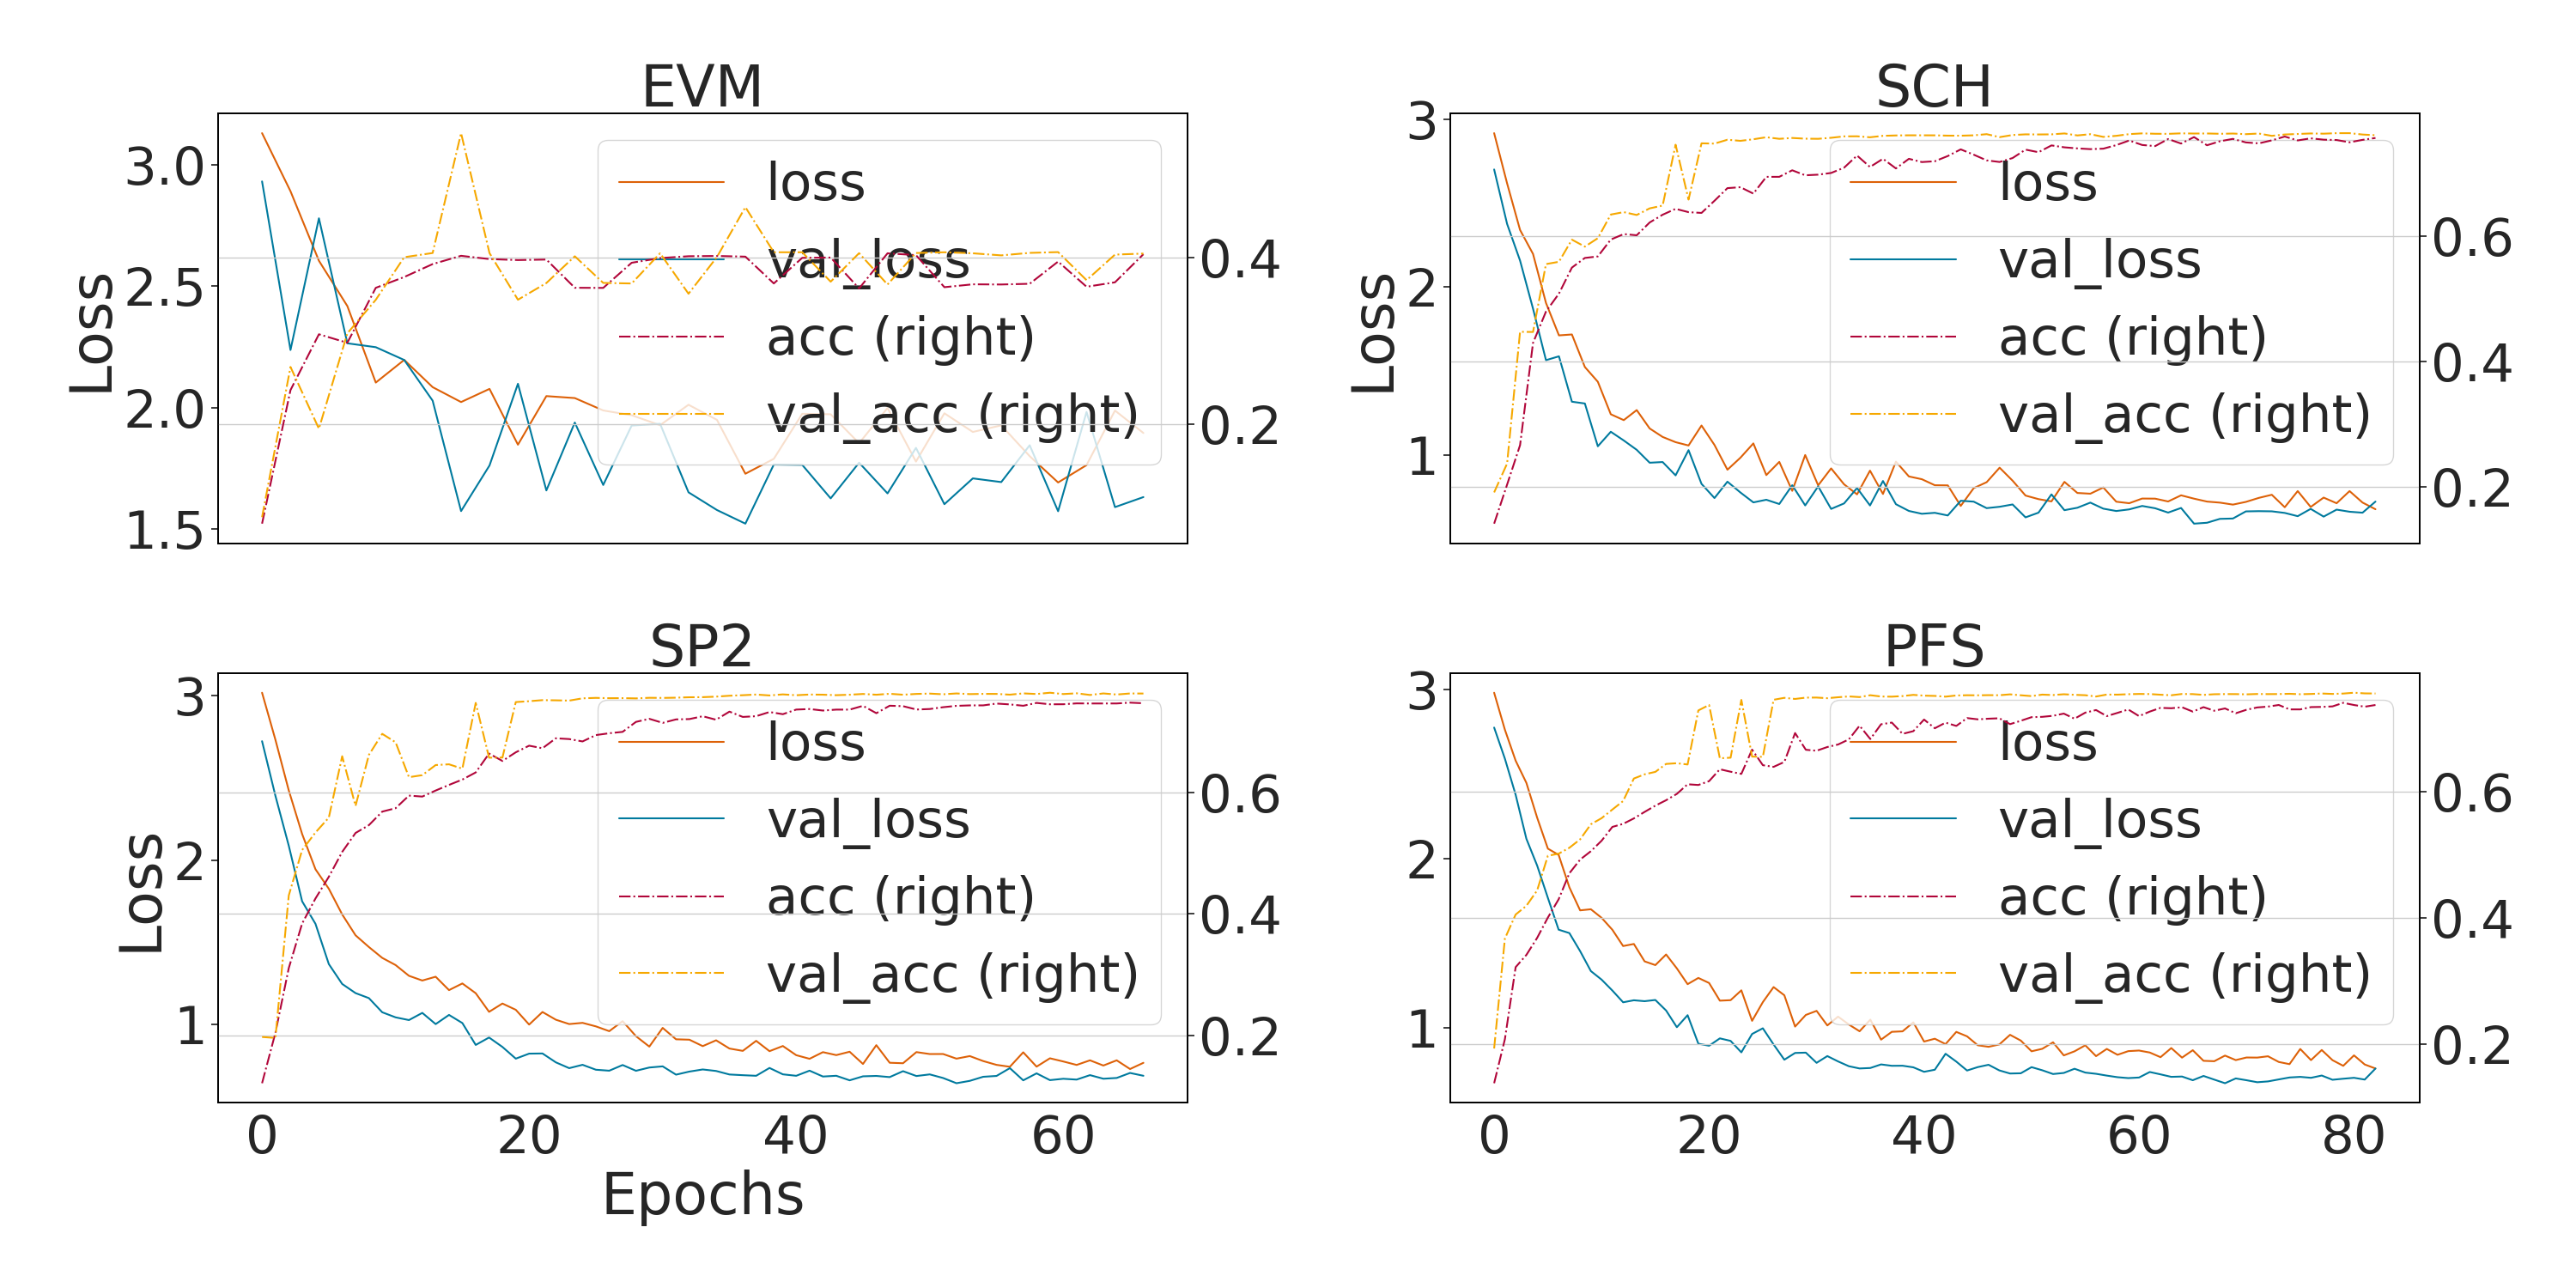 EVM
3.0
2.5
2.0
1.5
Loss
0.4
0.2
loss
val_loss
acc (right)
val_acc (right)
SCH
3
2
1
Loss
0.6
0.4
0.2
loss
val_loss
acc (right)
val_acc (right)
SP2
3
2
1
Loss
0.6
0.4
0.2
loss
val_loss
acc (right)
val_acc (right)
0 20 40 60
Epochs
PFS
3
2
1
0.6
0.4
0.2
loss
val_loss
acc (right)
val_acc (right)
0 20 40 60 80